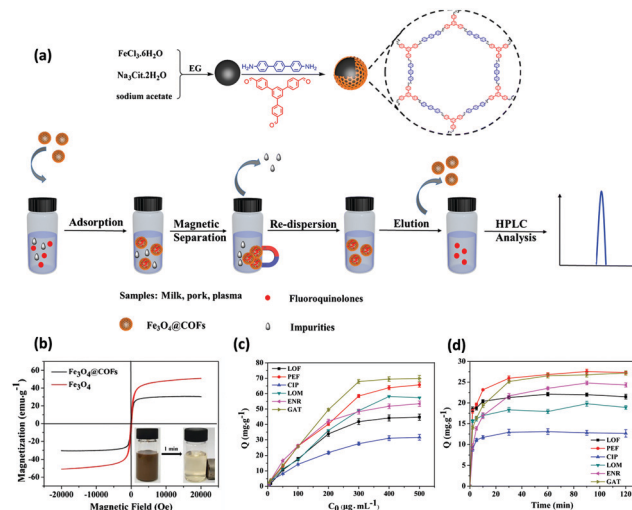 (a)
FeCl₃.6H₂O
Na₃Cit.2H₂O
sodium acetate
EG
H₂N
NH₂
O
O
O
Adsorption
Magnetic
Separation
Re-dispersion
Elution
HPLC
Analysis
Samples: Milk, pork, plasma
Fluoroquinolones
Fe₃O₄@COFs
Impurities
(b)
Magnetization (emu·g⁻¹)
60
40
20
0
-20
-40
-60
Fe₃O₄@COFs
Fe₃O₄
1 min
-20000 -10000 0 10000 20000
Magnetic Field (Oe)
(c)
Q (mg·g⁻¹)
80
70
60
50
40
30
20
10
0
LOF
PEF
CIP
LOM
ENR
GAT
0 100 200 300 400 500
C₀ (μg. mL⁻¹)
(d)
Q (mg·g⁻¹)
30
25
20
15
10
5
0
LOF
PEF
CIP
LOM
ENR
GAT
0 20 40 60 80 100 120
Time (min)